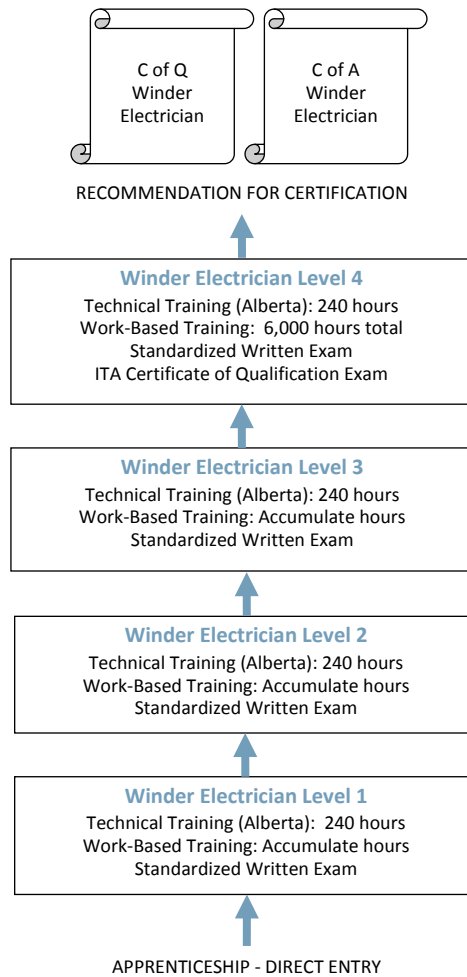 C of Q
Winder
Electrician
C of A
Winder
Electrician
RECOMMENDATION FOR CERTIFICATION
Winder Electrician Level 4
Technical Training (Alberta): 240 hours
Work-Based Training:  6,000 hours total
Standardized Written Exam
ITA Certificate of Qualification Exam
Winder Electrician Level 3
Technical Training (Alberta): 240 hours
Work-Based Training: Accumulate hours
Standardized Written Exam
Winder Electrician Level 2
Technical Training (Alberta): 240 hours
Work-Based Training: Accumulate hours
Standardized Written Exam
Winder Electrician Level 1
Technical Training (Alberta):  240 hours
Work-Based Training: Accumulate hours
Standardized Written Exam
APPRENTICESHIP - DIRECT ENTRY